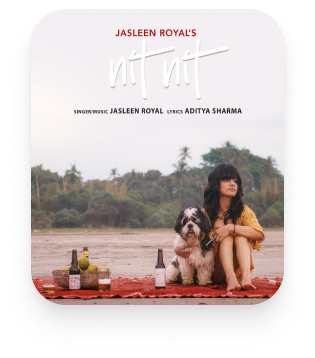 JASLEEN ROYAL'S
nit nit
SINGER/MUSIC JASLEEN ROYAL LYRICS ADITYA SHARMA